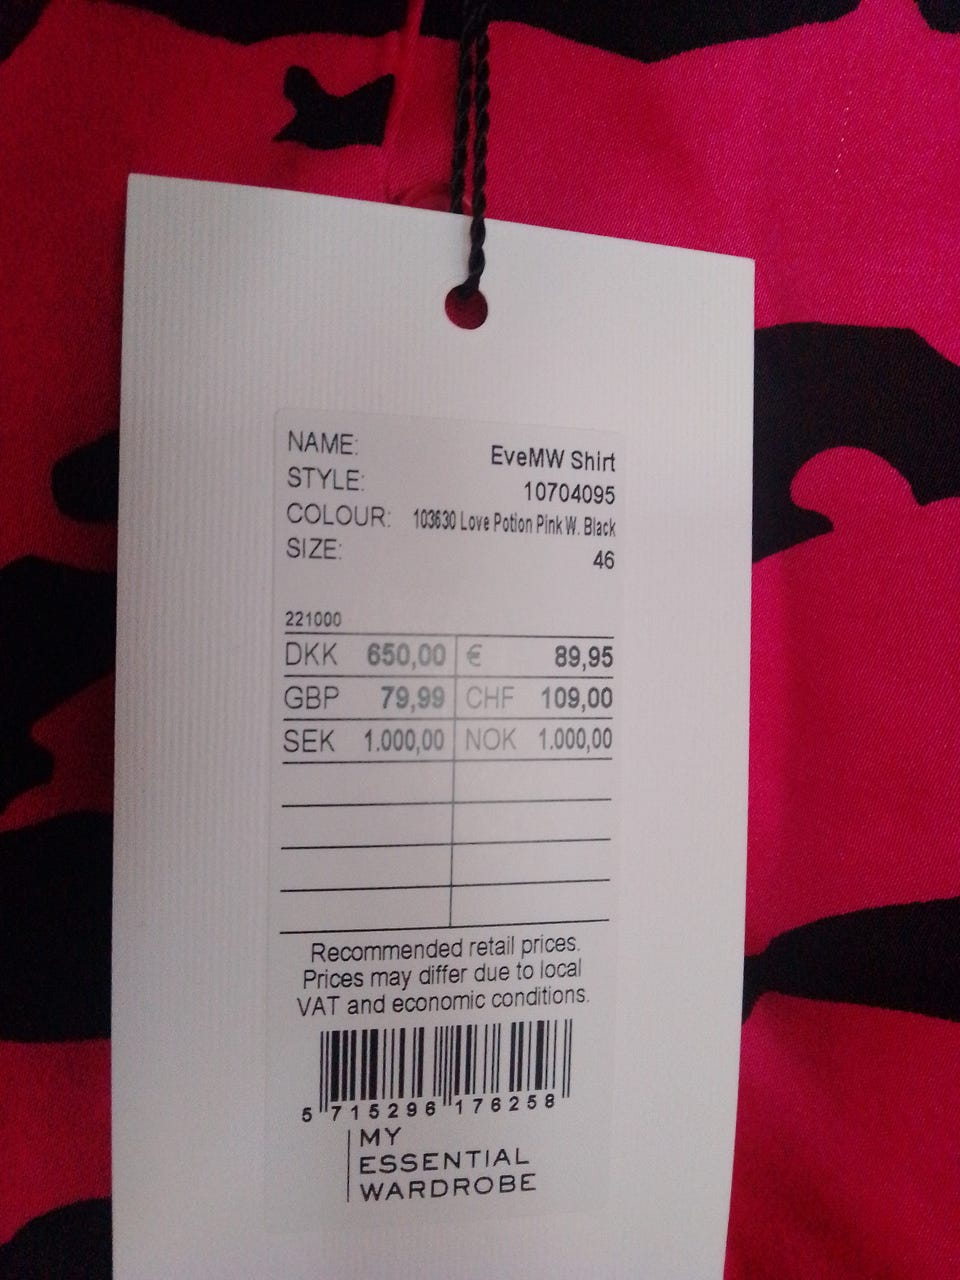 NAME: EveMW Shirt
STYLE: 10704095
COLOUR: 103630 Love Potion Pink W. Black
SIZE: 46
221000
DKK 650,00 € 89,95
GBP 79,99 CHF 109,00
SEK 1.000,00 NOK 1.000,00
Recommended retail prices.
Prices may differ due to local
VAT and economic conditions.
5 715296 176258
MY
ESSENTIAL
WARDROBE